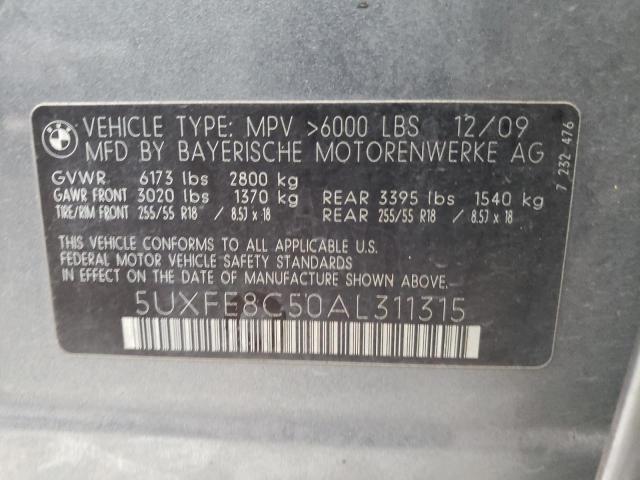 BMW
VEHICLE TYPE: MPV >6000 LBS 12/09
MFD BY BAYERISCHE MOTORENWERKE AG
GVWR. 6173 lbs 2800 kg
GAWR FRONT 3020 lbs 1370 kg REAR 3395 lbs 1540 kg
TIRE/RIM FRONT 255/55 R18 / 8.5J x 18 REAR 255/55 R18 / 8.5J x 18
THIS VEHICLE CONFORMS TO ALL APPLICABLE U.S.
FEDERAL MOTOR VEHICLE SAFETY STANDARDS
IN EFFECT ON THE DATE OF MANUFACTURE SHOWN ABOVE.
5UXFE8C50AL311315
7 232 476